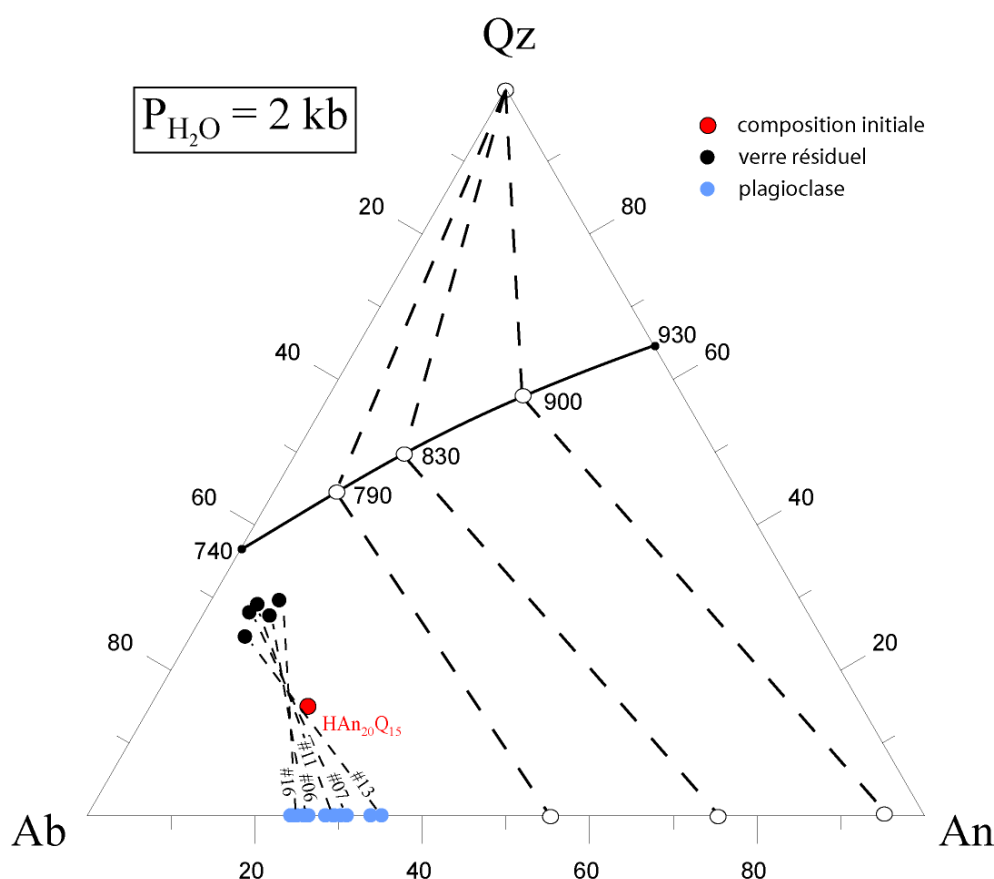 Qz
P_H₂O = 2 kb
composition initiale
verre résiduel
plagioclase
20
80
930
40
60
900
830
60
790
40
740
80
20
HAn₂₀Q₁₅
#16
#06
#11
#07
#13
Ab
An
20
40
60
80